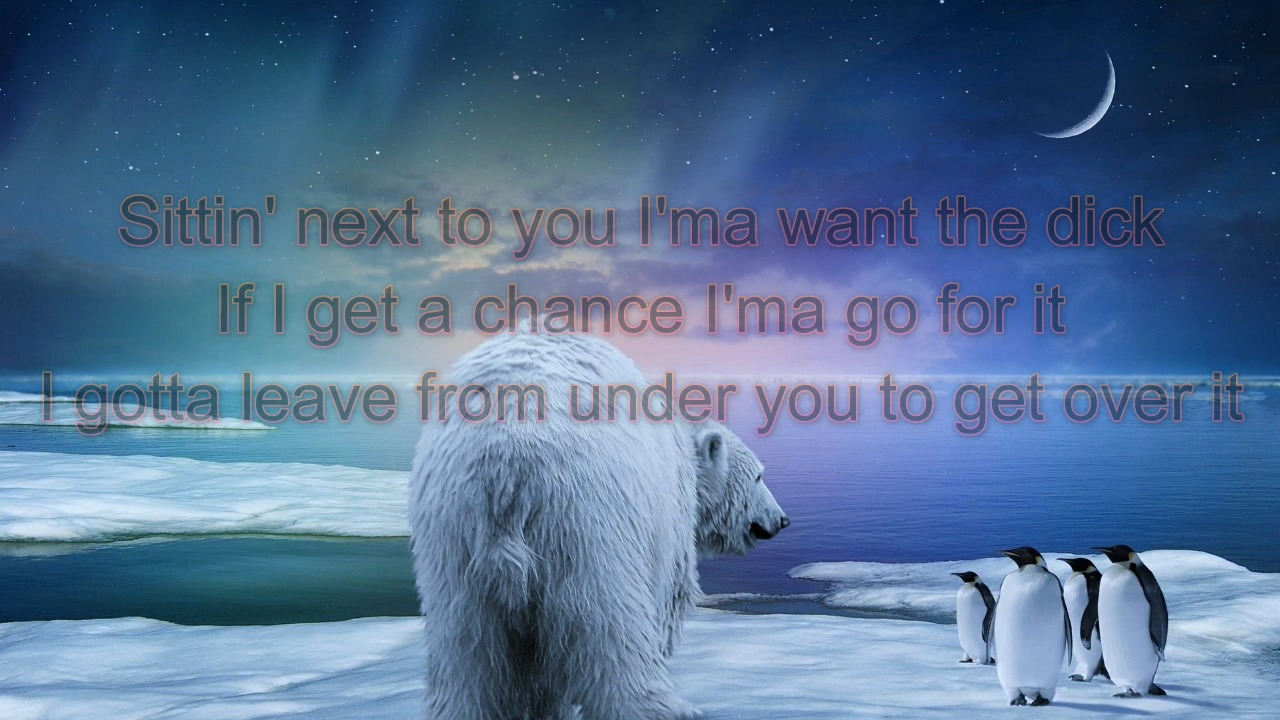 Sittin' next to you I'ma want the dick
If I get a chance I'ma go for it
I gotta leave from under you to get over it